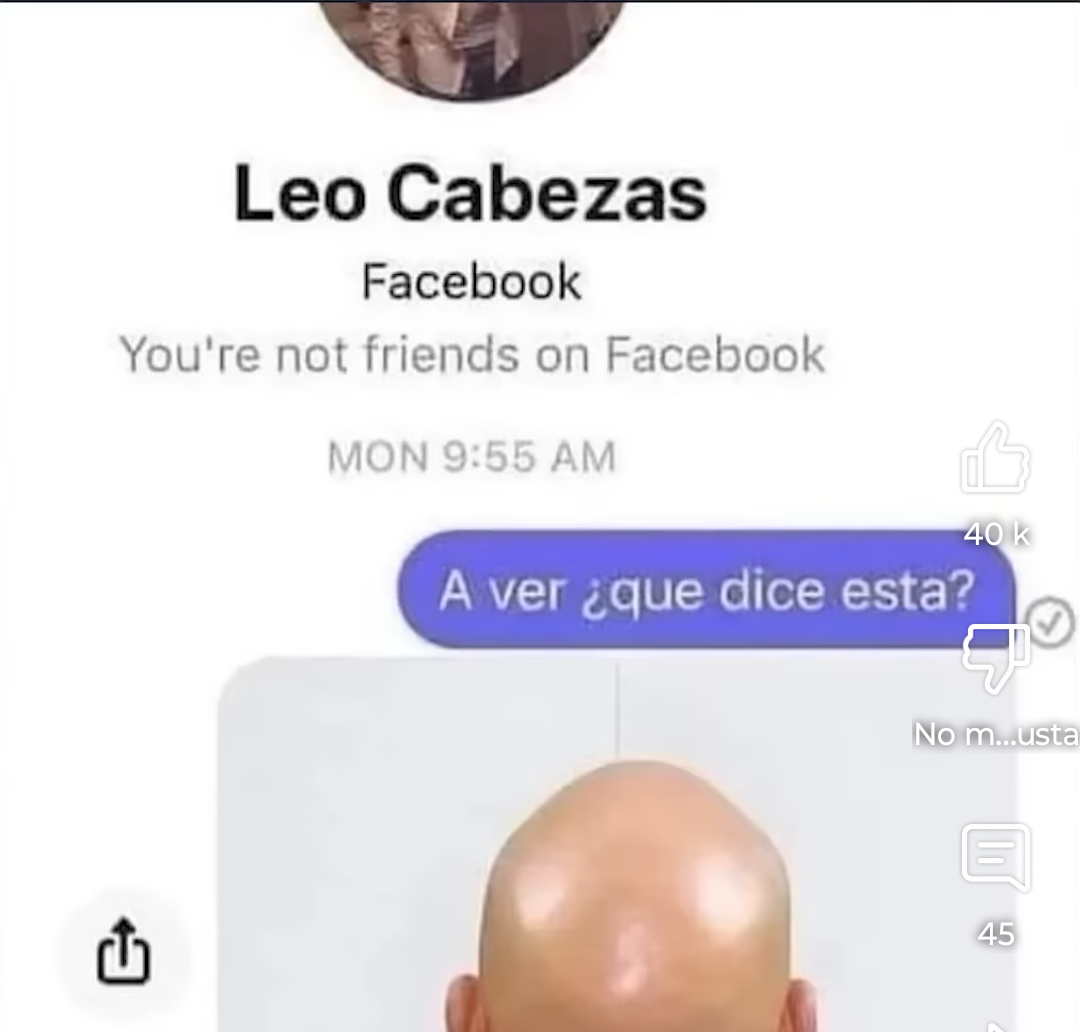 Leo Cabezas
Facebook
You're not friends on Facebook
MON 9:55 AM
40 k
A ver ¿que dice esta?
No m...usta
45